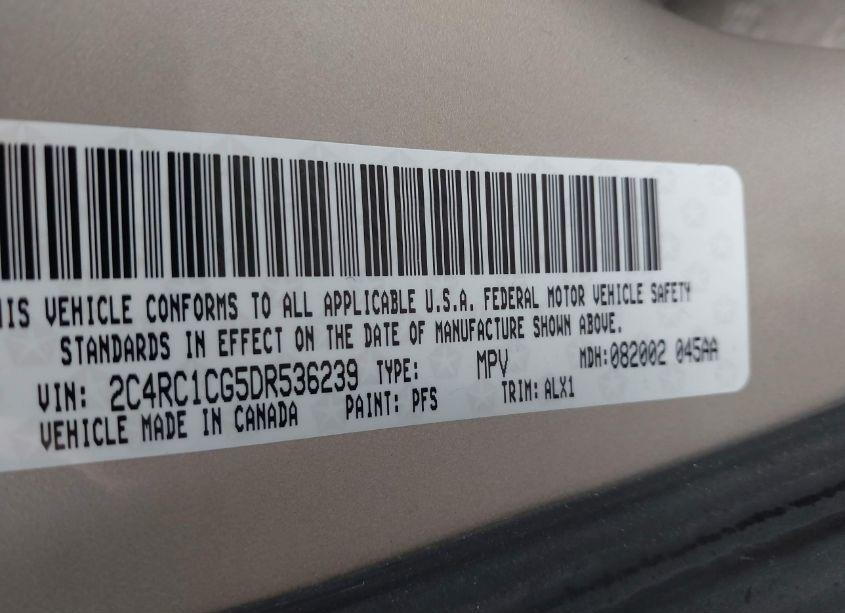 HIS VEHICLE CONFORMS TO ALL APPLICABLE U.S.A. FEDERAL MOTOR VEHICLE SAFETY
STANDARDS IN EFFECT ON THE DATE OF MANUFACTURE SHOWN ABOVE.
VIN: 2C4RC1CG5DR536239 TYPE: MPV MDH:082002 045AA
VEHICLE MADE IN CANADA PAINT: PFS TRIM: ALX1